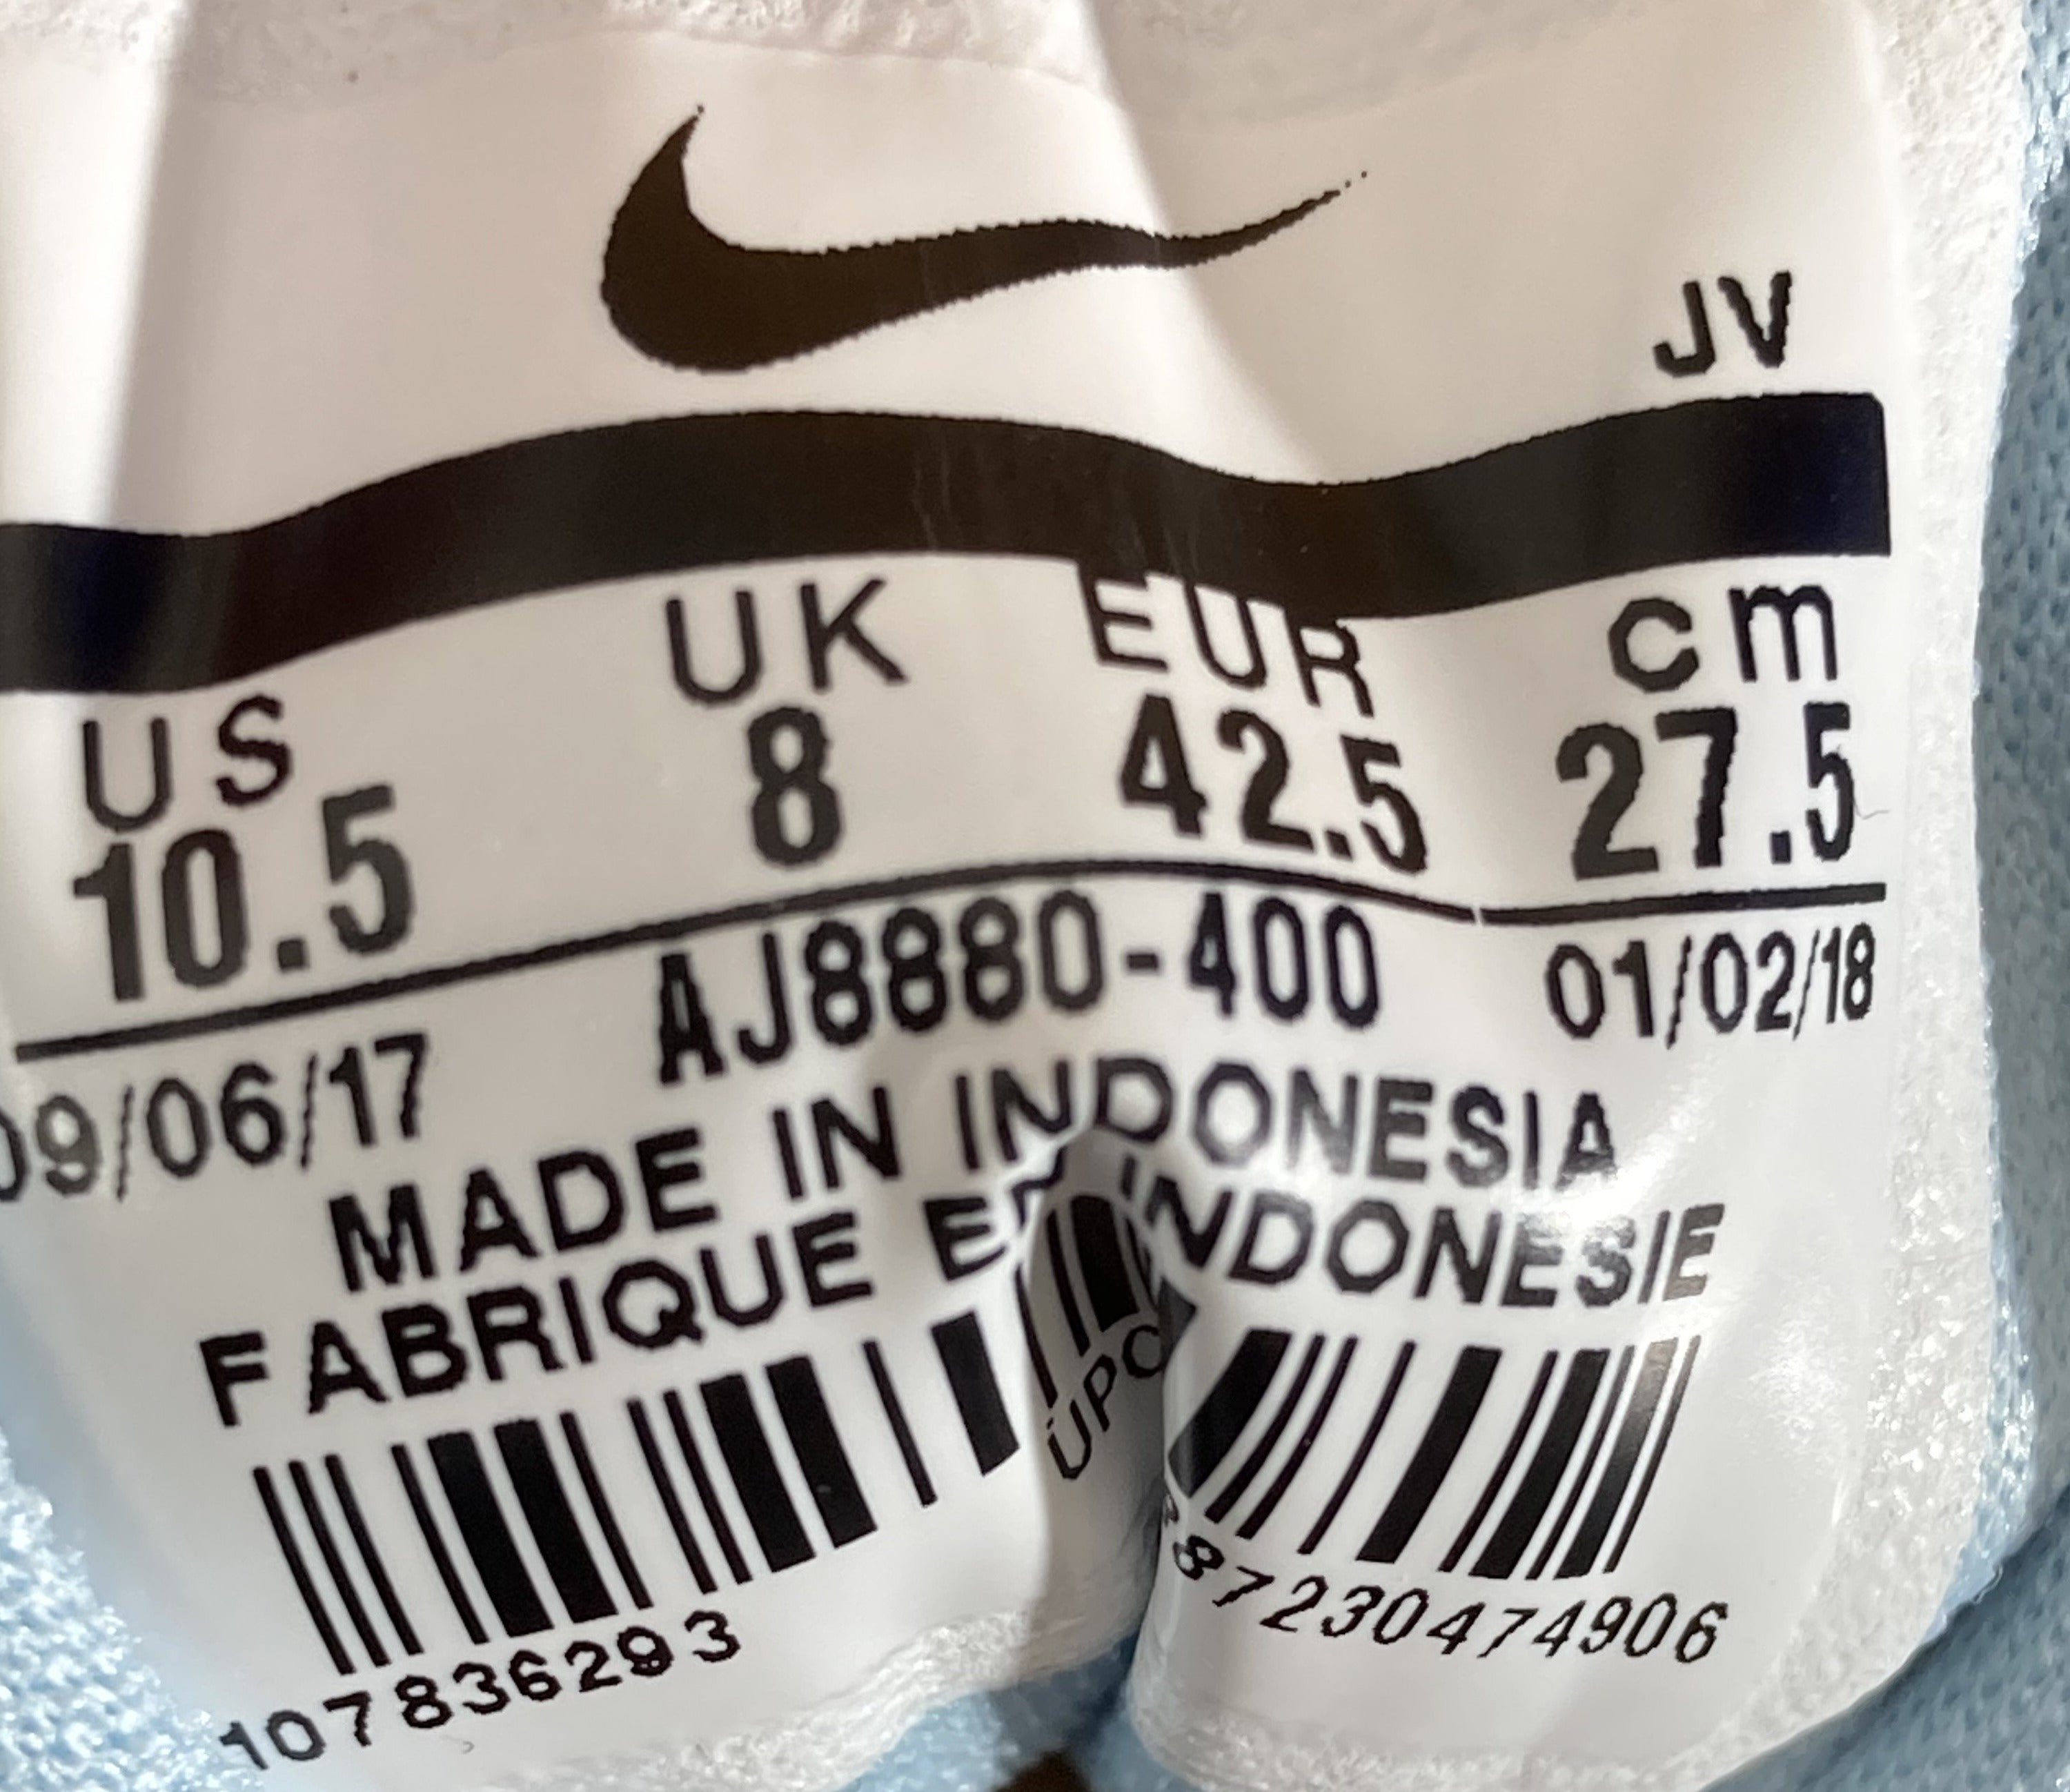 JV
US UK EUR cm
10.5 8 42.5 27.5
09/06/17 AJ8880-400 01/02/18
MADE IN INDONESIA
FABRIQUE EN INDONESIE
UPC
107836293 87230474906